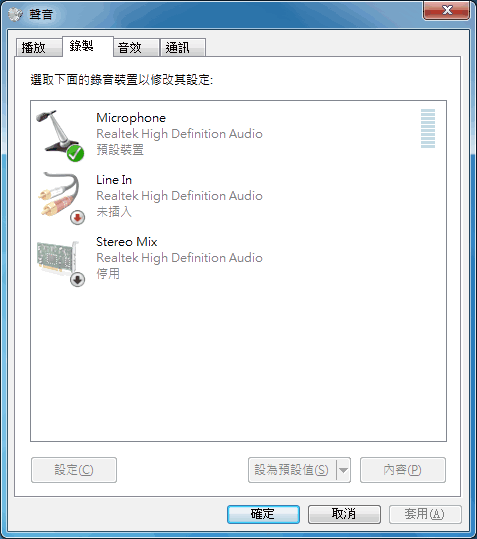 聲音
播放 錄製 音效 通訊
選取下面的錄音裝置以修改其設定:
Microphone
Realtek High Definition Audio
預設裝置
Line In
Realtek High Definition Audio
未插入
Stereo Mix
Realtek High Definition Audio
停用
設定(C) 設為預設值(S) 內容(P)
確定 取消 套用(A)